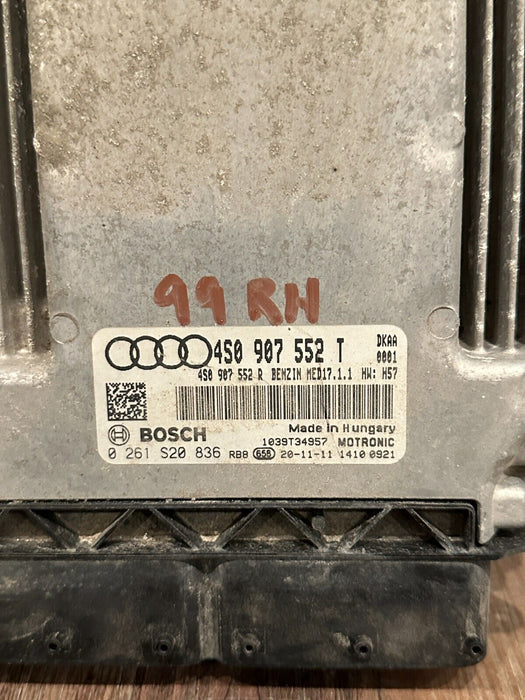 99 RH
4S0 907 552 T DKAA
0001
4S0 907 552 R BENZIN MED17.1.1 HW: H57
Made in Hungary
BOSCH 1039T34957 MOTRONIC
0 261 S20 836 RB8 658 20-11-11 1410 0921